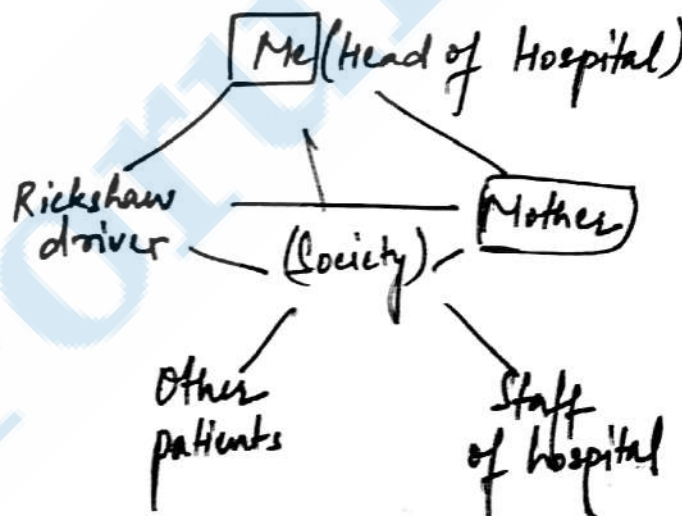 Me (Head of Hospital)
Rickshaw
driver
Mother
(Society)
Other
patients
Staff
of hospital